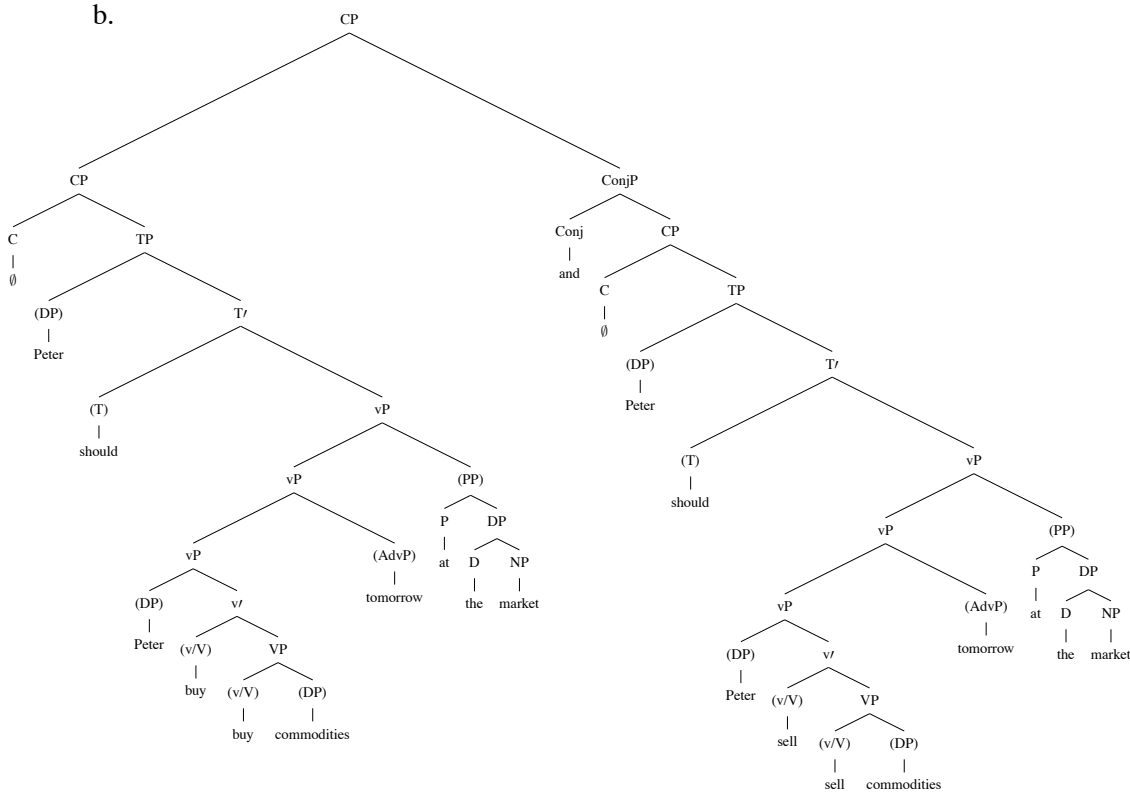 b.
CP
CP ConjP
C TP Conj CP
∅ and
(DP) T′ C TP
Peter ∅
(DP) T′
Peter
(T) vP
should
(T) vP
should
vP (PP)
P DP
vP (PP)
vP (AdvP) at D NP
tomorrow the market
P DP
vP (AdvP) at D NP
tomorrow the market
(DP) v′
Peter (v/V) VP
buy (v/V) (DP)
buy commodities
(DP) v′
Peter (v/V) VP
sell (v/V) (DP)
sell commodities